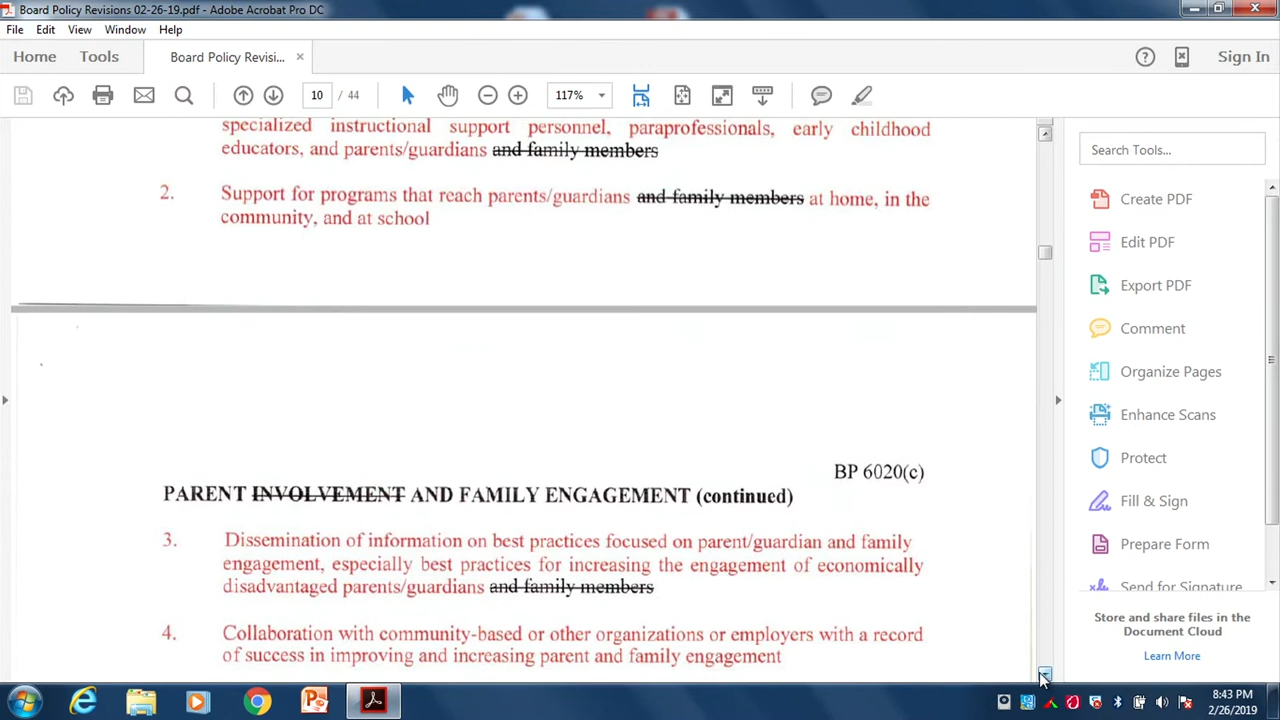 Board Policy Revisions 02-26-19.pdf - Adobe Acrobat Pro DC
File Edit View Window Help
Home Tools Board Policy Revisi... × Sign In
10 / 44 117%
specialized instructional support personnel, paraprofessionals, early childhood
educators, and parents/guardians and family members
2. Support for programs that reach parents/guardians and family members at home, in the
community, and at school
BP 6020(c)
PARENT INVOLVEMENT AND FAMILY ENGAGEMENT (continued)
3. Dissemination of information on best practices focused on parent/guardian and family
engagement, especially best practices for increasing the engagement of economically
disadvantaged parents/guardians and family members
4. Collaboration with community-based or other organizations or employers with a record
of success in improving and increasing parent and family engagement
Search Tools...
Create PDF
Edit PDF
Export PDF
Comment
Organize Pages
Enhance Scans
Protect
Fill & Sign
Prepare Form
Send for Signature
Store and share files in the
Document Cloud
Learn More
8:43 PM
2/26/2019